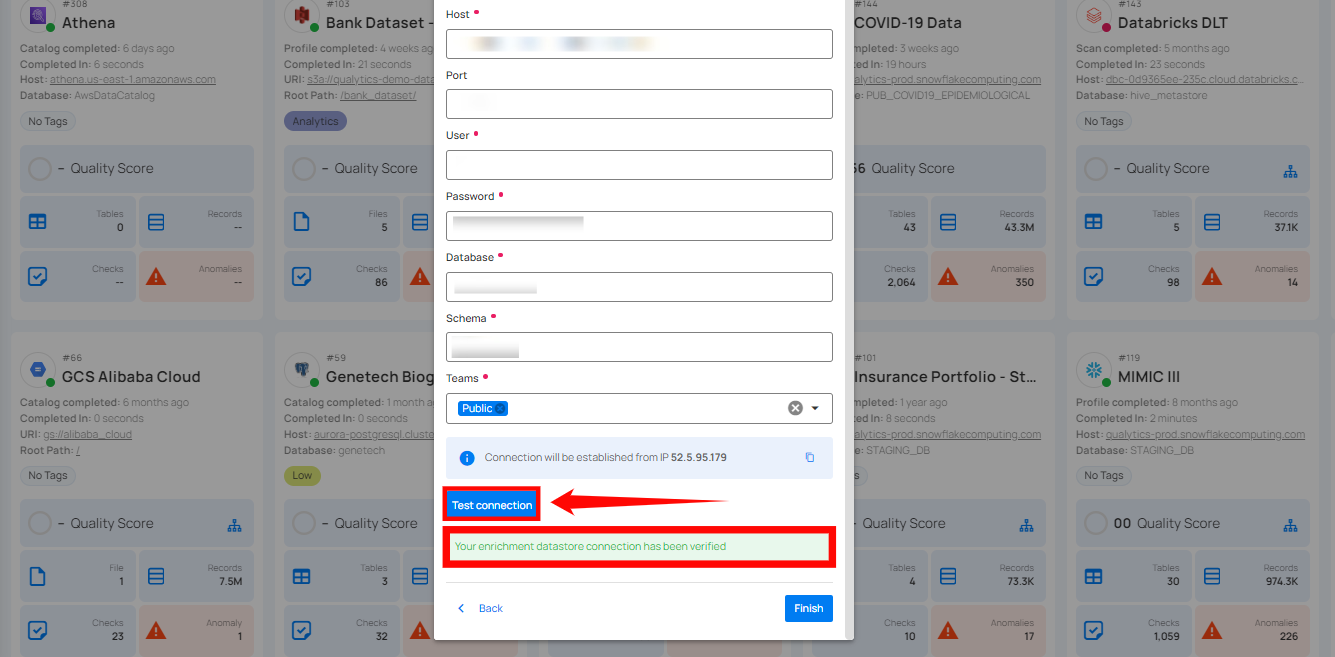 #308
Athena
Catalog completed: 6 days ago
Completed In: 6 seconds
Host: athena.us-east-1.amazonaws.com
Database: AwsDataCatalog
No Tags
– Quality Score
Tables
0
Records
--
Checks
--
Anomalies
--
#103
Bank Dataset -
Profile completed: 4 weeks ag
Completed In: 21 seconds
URI: s3a://qualytics-demo-data
Root Path: /bank_dataset/
Analytics
– Quality Score
Files
5
Checks
86
Host
Port
User
Password
Database
Schema
Teams
Public
Connection will be established from IP 52.5.95.179
Test connection
Your enrichment datastore connection has been verified
Back
Finish
#144
COVID-19 Data
mpleted: 3 weeks ago
In: 19 hours
alytics-prod.snowflakecomputing.com
: PUB_COVID19_EPIDEMIOLOGICAL
56 Quality Score
Tables
43
Records
43.3M
Checks
2,064
Anomalies
350
#143
Databricks DLT
Scan completed: 5 months ago
Completed In: 23 seconds
Host: dbc-0d9365ee-235c.cloud.databricks.c...
Database: hive_metastore
No Tags
– Quality Score
Tables
5
Records
37.1K
Checks
98
Anomalies
14
#66
GCS Alibaba Cloud
Catalog completed: 6 months ago
Completed In: 0 seconds
URI: gs://alibaba_cloud
Root Path: /
No Tags
– Quality Score
File
1
Records
7.5M
Checks
23
Anomaly
1
#59
Genetech Biog
Catalog completed: 1 month a
Completed In: 0 seconds
Host: aurora-postgresql.cluste
Database: genetech
Low
– Quality Score
Tables
3
Checks
32
#101
Insurance Portfolio - St...
mpleted: 1 year ago
In: 8 seconds
alytics-prod.snowflakecomputing.com
: STAGING_DB
s
Quality Score
Tables
4
Records
73.3K
Checks
10
Anomalies
17
#119
MIMIC III
Profile completed: 8 months ago
Completed In: 2 minutes
Host: qualytics-prod.snowflakecomputing.com
Database: STAGING_DB
No Tags
00 Quality Score
Tables
30
Records
974.3K
Checks
1,059
Anomalies
226